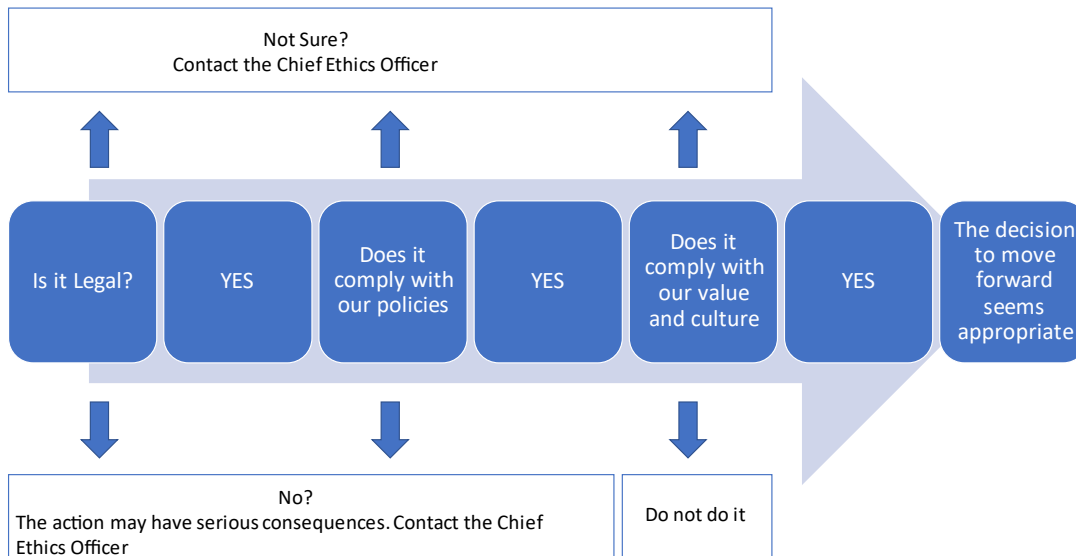 Not Sure?
Contact the Chief Ethics Officer
Is it Legal?
YES
Does it
comply with
our policies
YES
Does it
comply with
our value
and culture
YES
The decision
to move
forward
seems
appropriate
No?
The action may have serious consequences. Contact the Chief
Ethics Officer
Do not do it